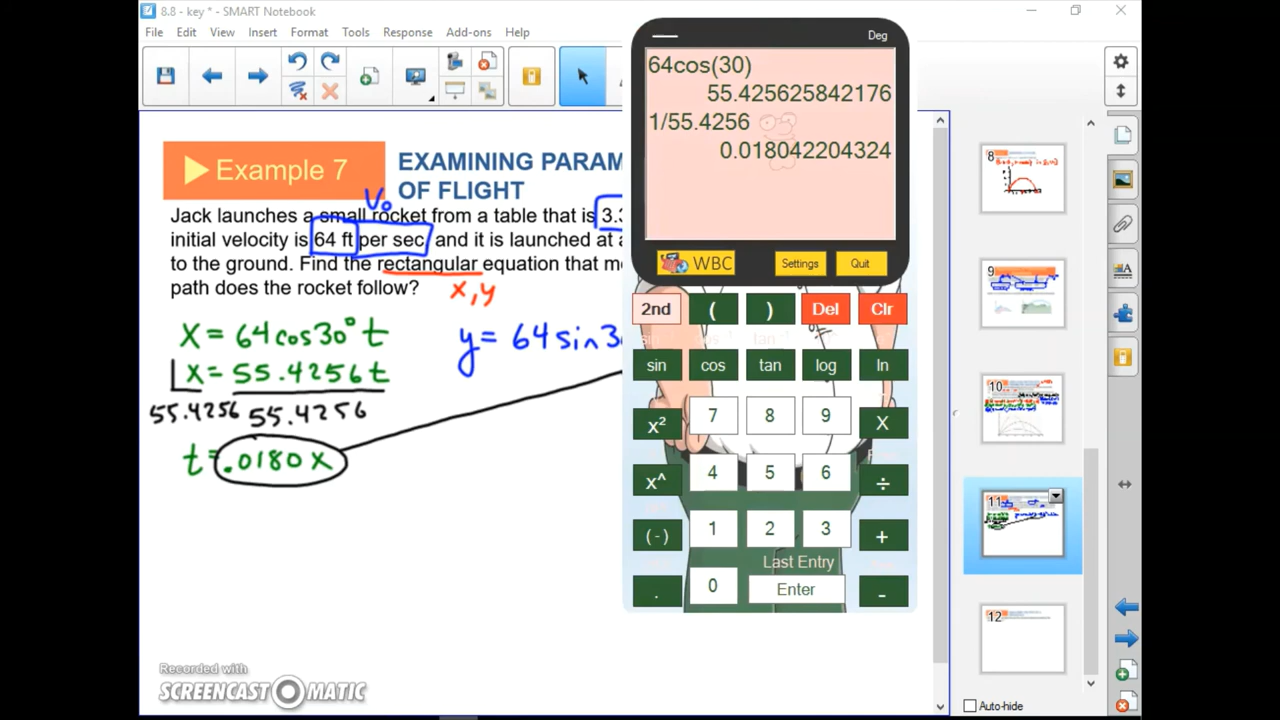 8.8 - key * - SMART Notebook
File Edit View Insert Format Tools Response Add-ons Help
Deg
64cos(30)
55.425625842176
1/55.4256
0.018042204324
WBC Settings Quit
2nd ( ) Del Clr
sin cos tan log ln
x² 7 8 9 X
x^ 4 5 6 ÷
(-) 1 2 3 +
Last Entry
. 0 Enter -
Example 7
EXAMINING PARAM
OF FLIGHT
V₀
Jack launches a small rocket from a table that is 3.3
initial velocity is 64 ft per sec, and it is launched at a
to the ground. Find the rectangular equation that m
path does the rocket follow?
x, y
x = 64cos30° t
y = 64 sin 30
x = 55.4256 t
55.4256 55.4256
t = .0180 x
Recorded with
SCREENCAST MATIC
8
9
10
11
12
Auto-hide